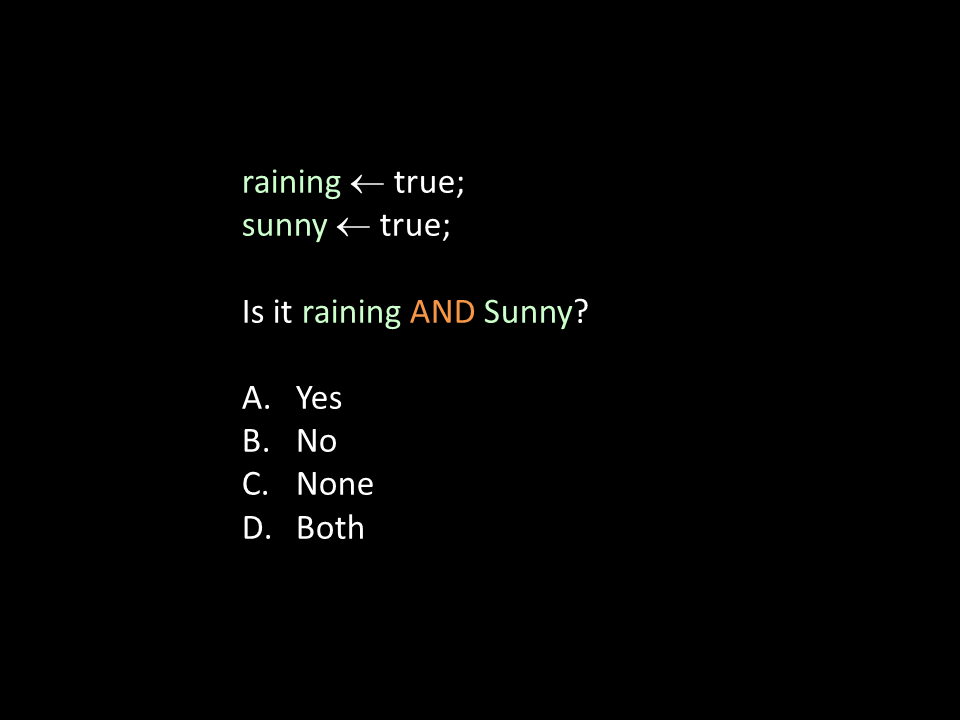 raining ← true;
sunny ← true;
Is it raining AND Sunny?
A. Yes
B. No
C. None
D. Both